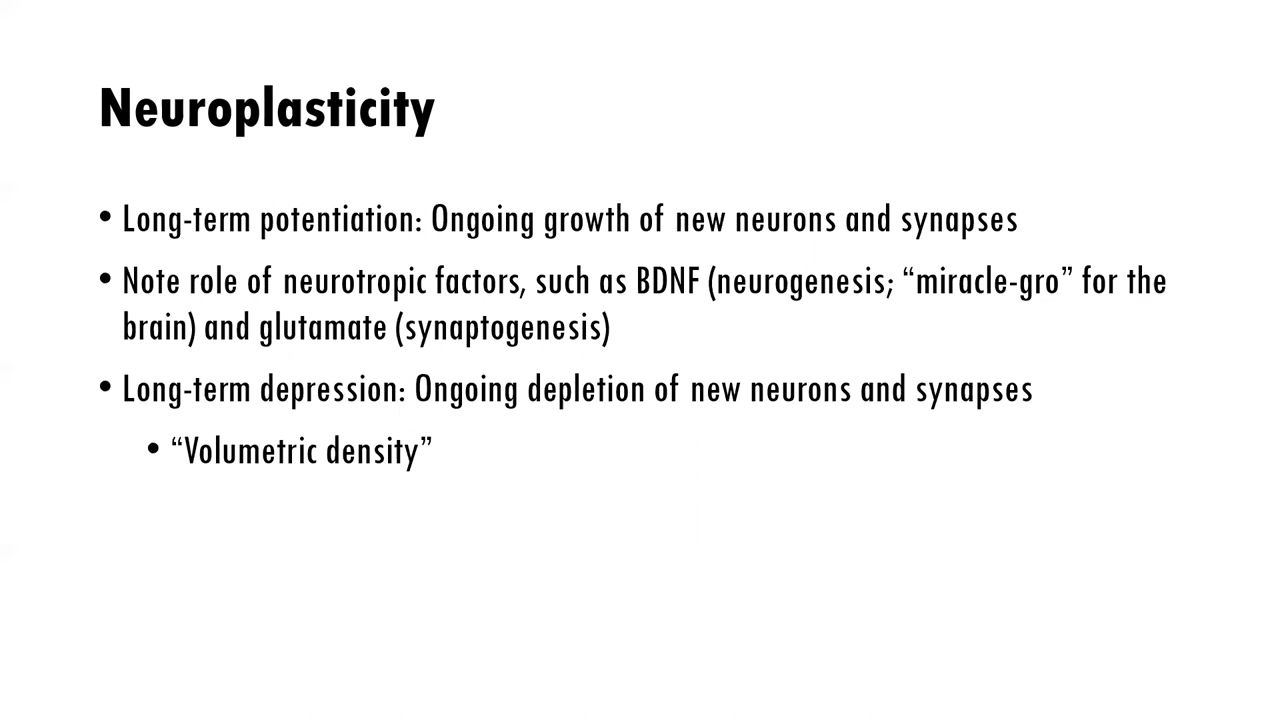 Neuroplasticity
• Long-term potentiation: Ongoing growth of new neurons and synapses
• Note role of neurotropic factors, such as BDNF (neurogenesis; “miracle-gro” for the
brain) and glutamate (synaptogenesis)
• Long-term depression: Ongoing depletion of new neurons and synapses
• “Volumetric density”